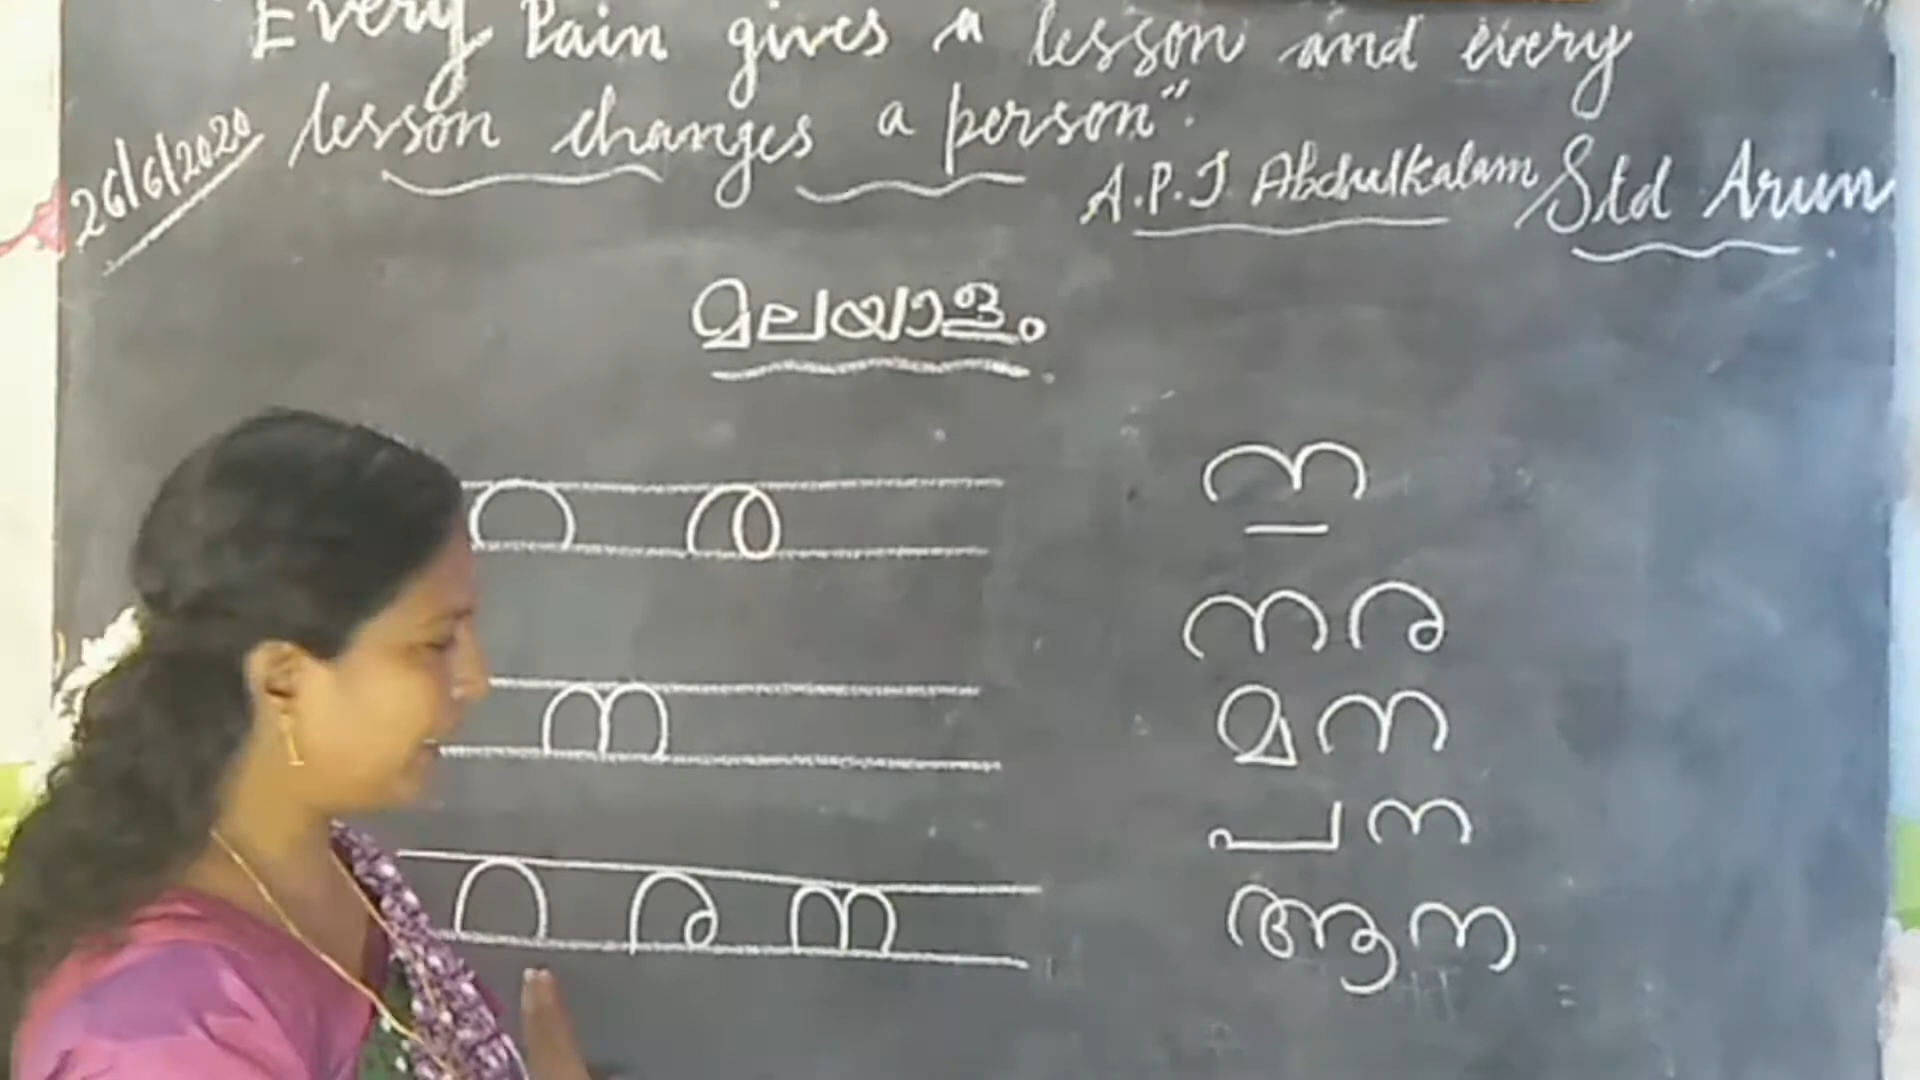 "Every Pain gives a lesson and every
lesson changes a person".
26/6/2020
A.P.J Abdulkalam
Std Arun
മലയാളം
റ ര
ന
റ ര ന
ന
നര
മന
പന
ആന